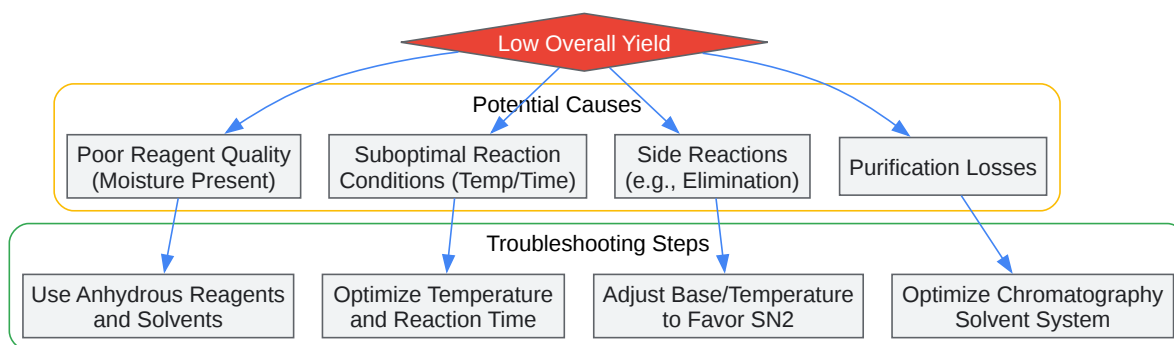 Low Overall Yield
Potential Causes
Poor Reagent Quality
(Moisture Present)
Suboptimal Reaction
Conditions (Temp/Time)
Side Reactions
(e.g., Elimination)
Purification Losses
Troubleshooting Steps
Use Anhydrous Reagents
and Solvents
Optimize Temperature
and Reaction Time
Adjust Base/Temperature
to Favor SN2
Optimize Chromatography
Solvent System